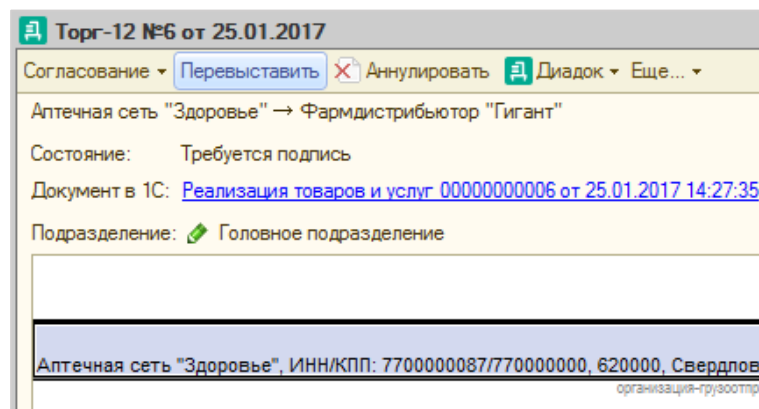 Торг-12 №6 от 25.01.2017
Согласование Перевыставить Аннулировать Диадок Еще...
Аптечная сеть "Здоровье" → Фармдистрибьютор "Гигант"
Состояние: Требуется подпись
Документ в 1С: Реализация товаров и услуг 00000000006 от 25.01.2017 14:27:35
Подразделение: Головное подразделение
Аптечная сеть "Здоровье", ИНН/КПП: 7700000087/770000000, 620000, Свердлов
организация-грузоотпр